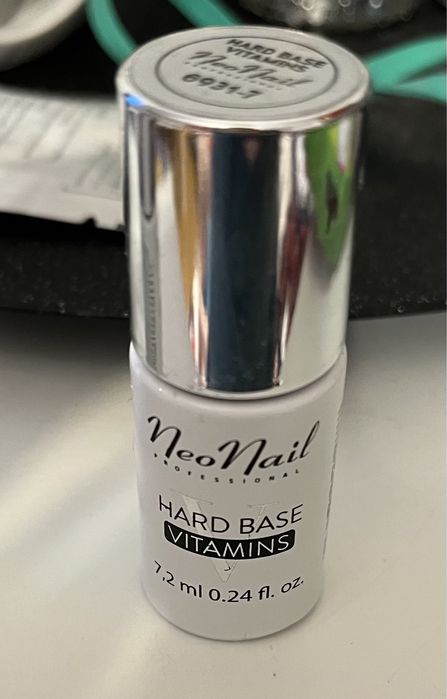 HARD BASE
VITAMINS
NeoNail
6931-7
NeoNail
PROFESSIONAL
V
HARD BASE
VITAMINS
7,2 ml 0.24 fl. oz.